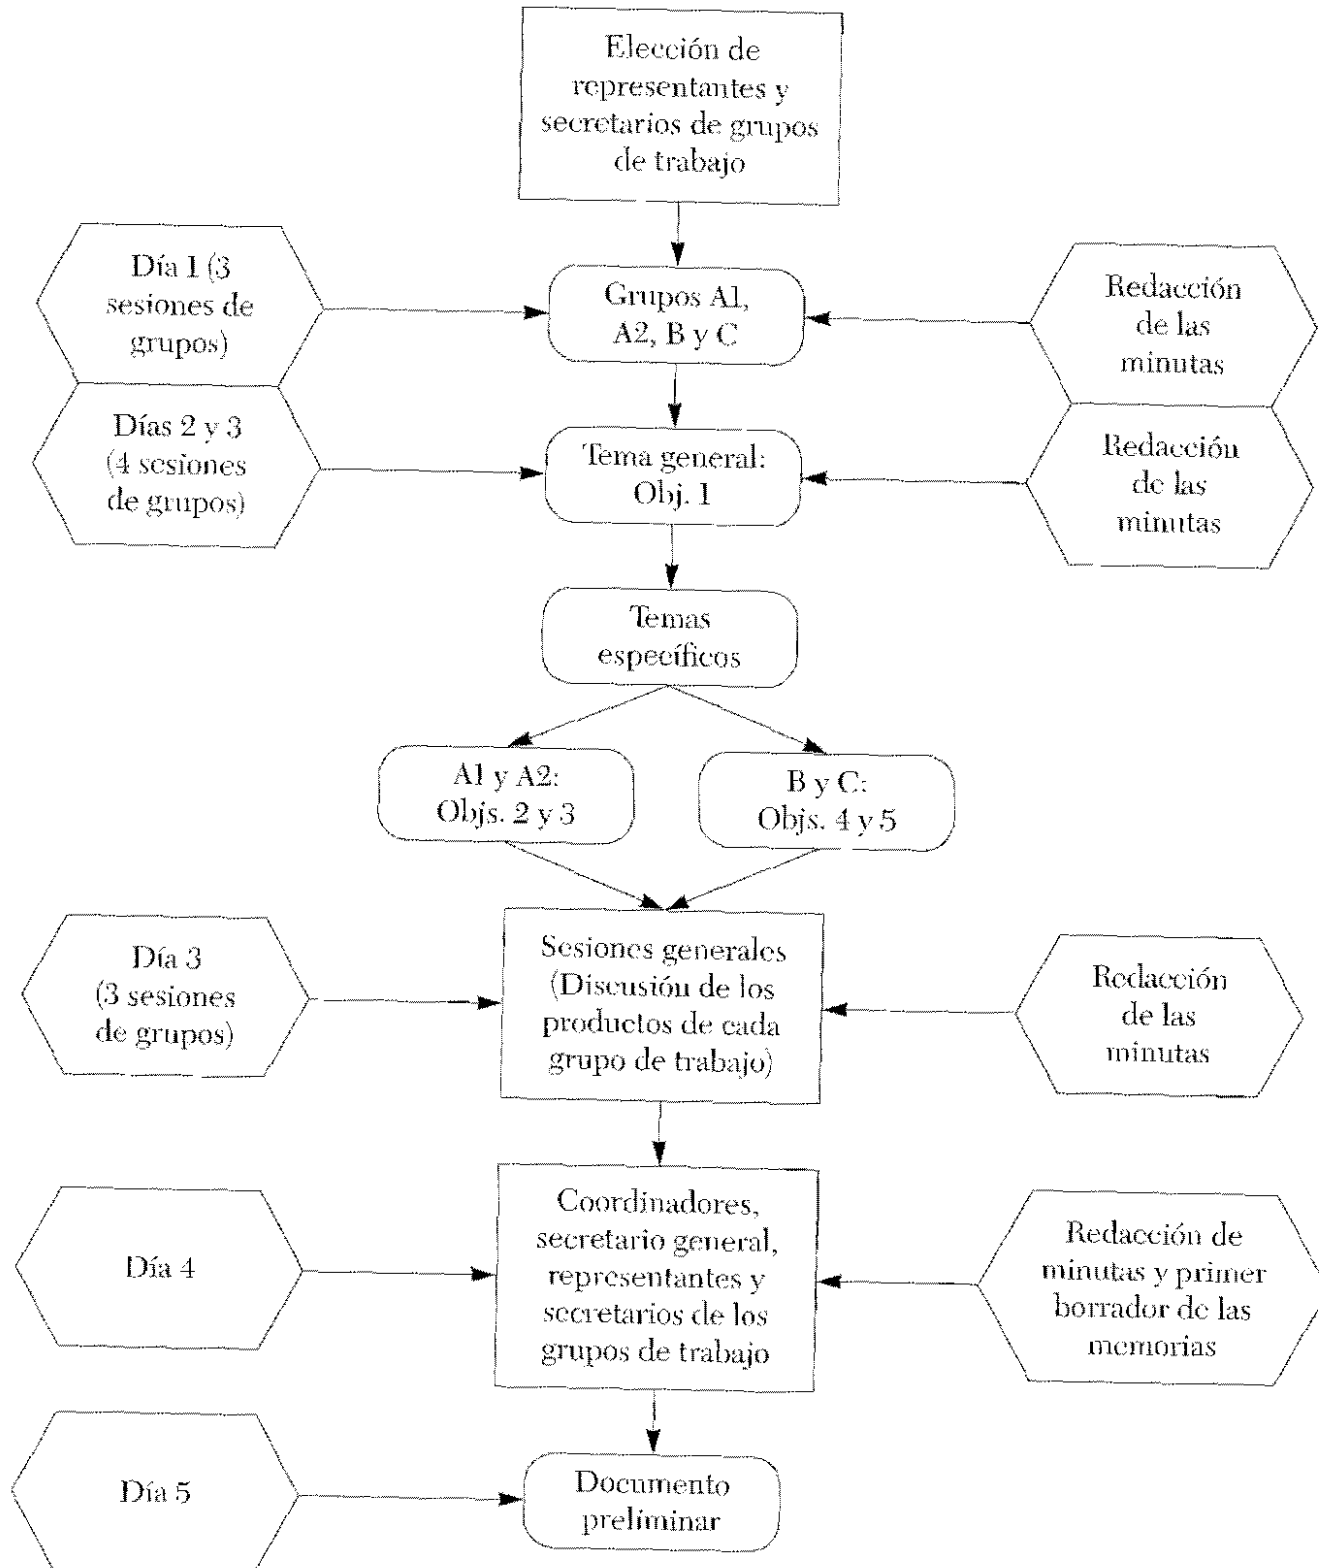 Elección de
representantes y
secretarios de grupos
de trabajo
Día 1 (3
sesiones de
grupos)
Grupos A1,
A2, B y C
Redacción
de las
minutas
Días 2 y 3
(4 sesiones
de grupos)
Tema general:
Obj. 1
Redacción
de las
minutas
Temas
específicos
A1 y A2:
Objs. 2 y 3
B y C:
Objs. 4 y 5
Día 3
(3 sesiones
de grupos)
Sesiones generales
(Discusión de los
productos de cada
grupo de trabajo)
Redacción
de las
minutas
Día 4
Coordinadores,
secretario general,
representantes y
secretarios de los
grupos de trabajo
Redacción de
minutas y primer
borrador de las
memorias
Día 5
Documento
preliminar